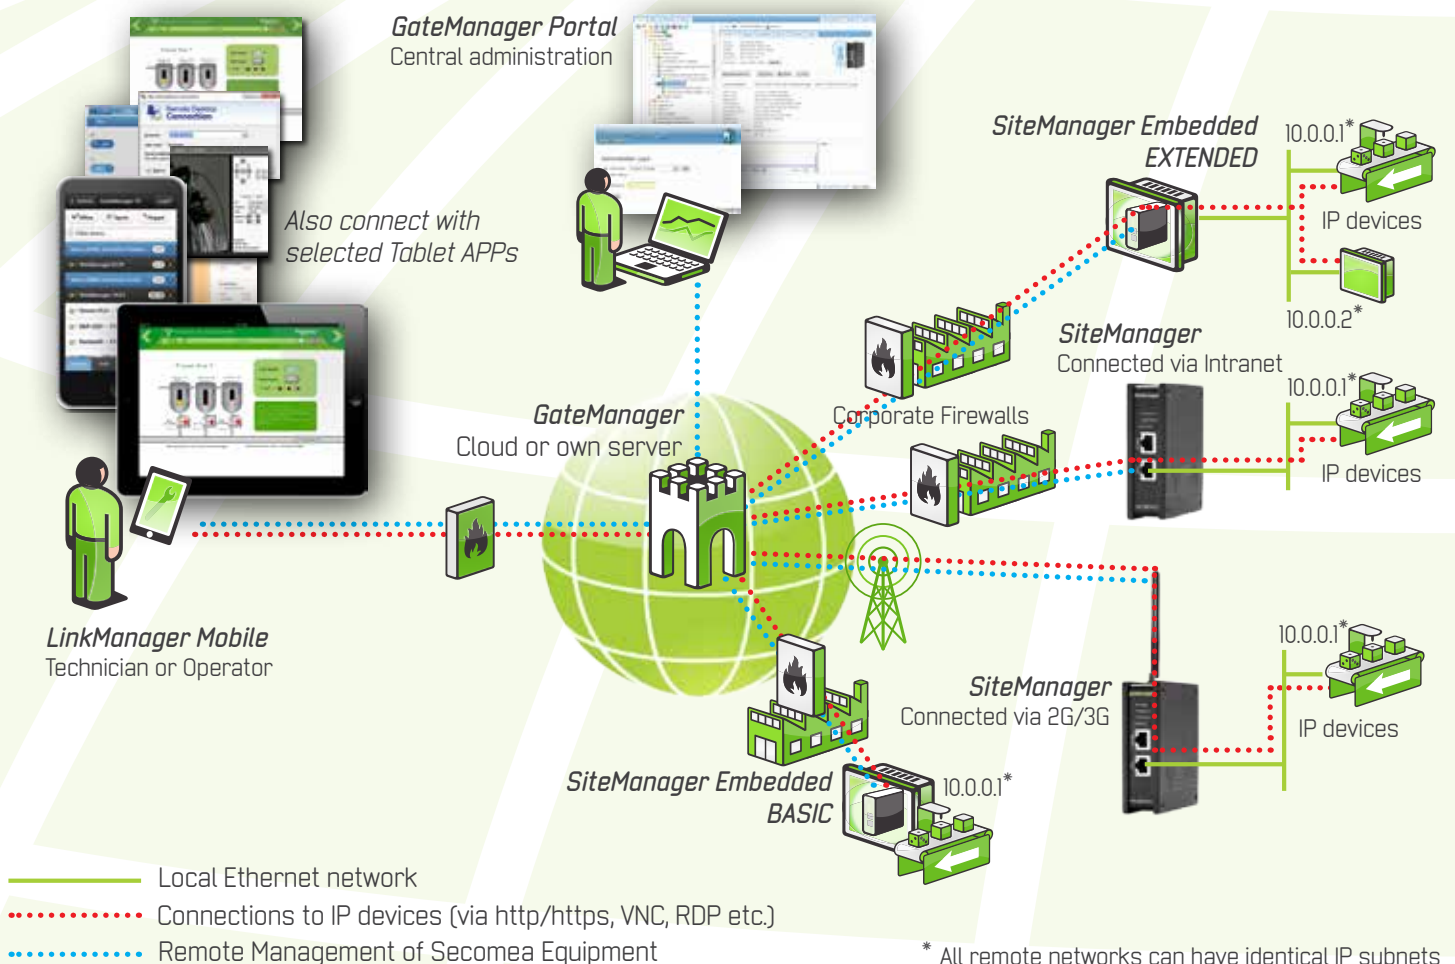 GateManager Portal
Central administration
Remote Desktop
Connection
Also connect with
selected Tablet APPs
SiteManager Embedded
EXTENDED
10.0.0.1*
IP devices
10.0.0.2*
SiteManager
Connected via Intranet
10.0.0.1*
IP devices
Corporate Firewalls
GateManager
Cloud or own server
LinkManager Mobile
Technician or Operator
SiteManager
Connected via 2G/3G
10.0.0.1*
IP devices
SiteManager Embedded
BASIC
10.0.0.1*
Local Ethernet network
Connections to IP devices (via http/https, VNC, RDP etc.)
Remote Management of Secomea Equipment
* All remote networks can have identical IP subnets